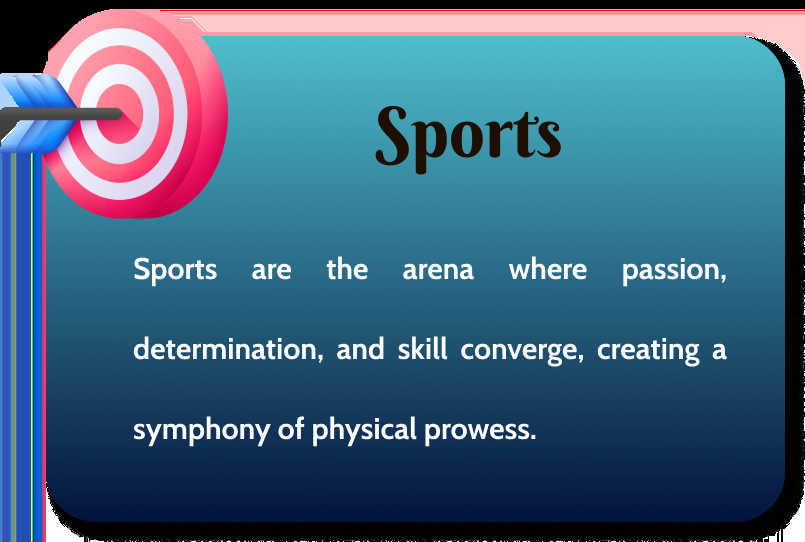 Sports
Sports are the arena where passion,
determination, and skill converge, creating a
symphony of physical prowess.